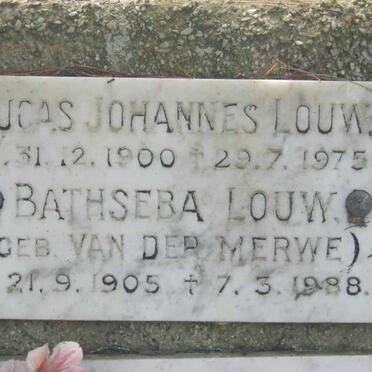 UCAS JOHANNES LOUW.
31.12.1900 † 29.7.1975
BATHSEBA LOUW.
GEB. VAN DER MERWE)
21.9.1905 † 7.3.1988.